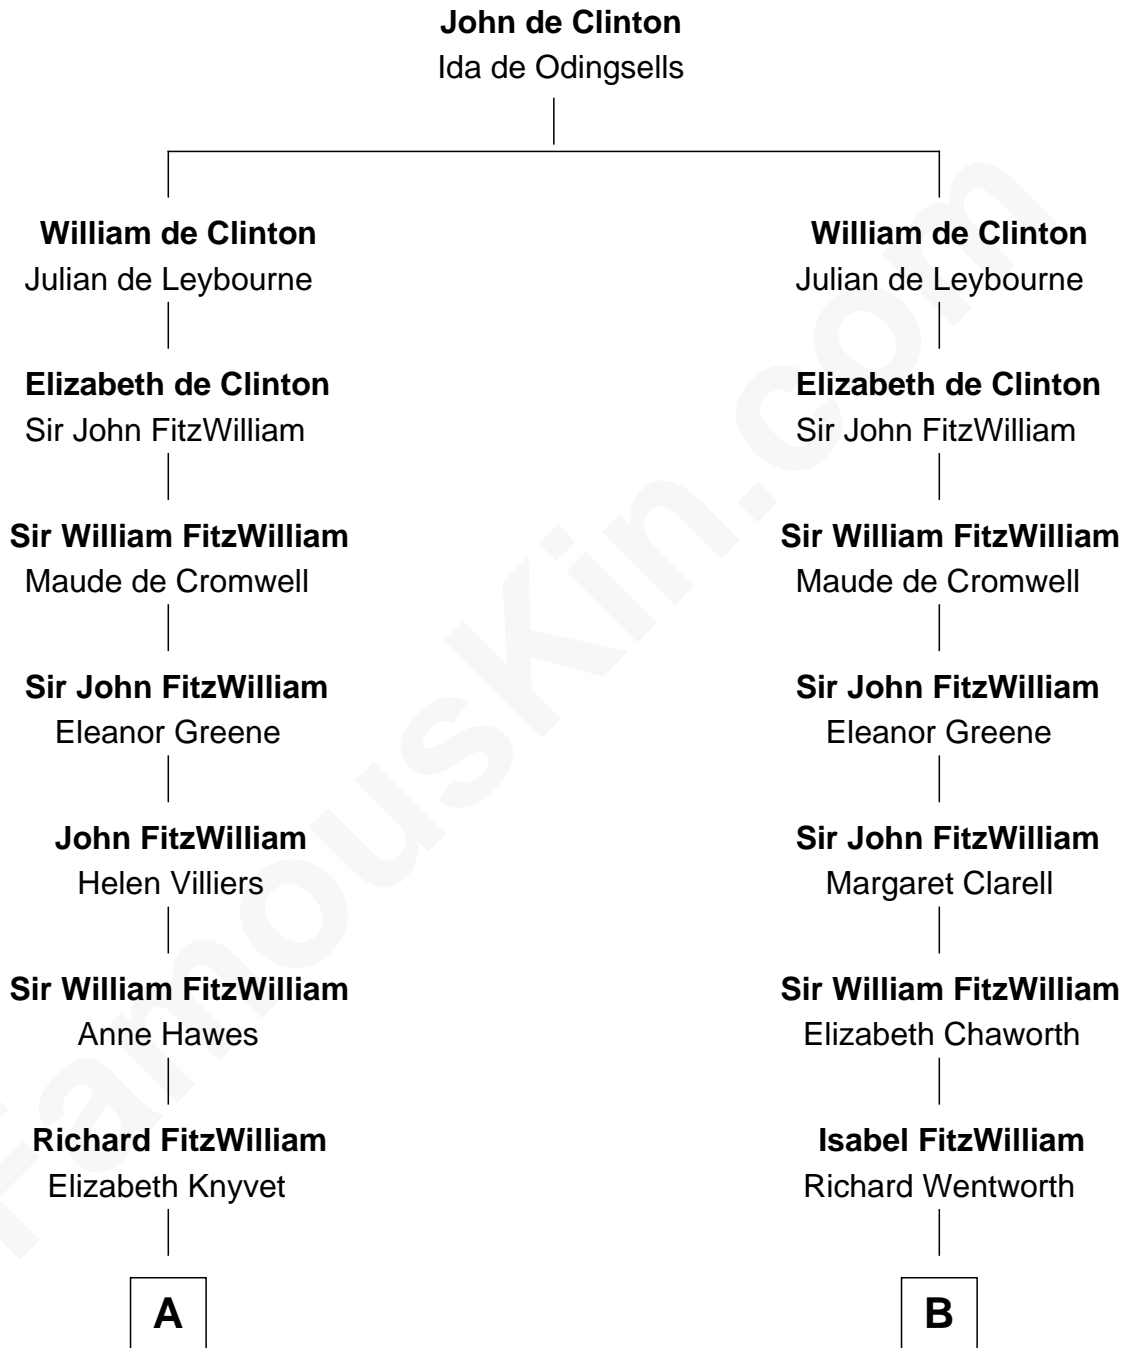 John de Clinton
Ida de Odingsells
William de Clinton
Julian de Leybourne
William de Clinton
Julian de Leybourne
Elizabeth de Clinton
Sir John FitzWilliam
Elizabeth de Clinton
Sir John FitzWilliam
Sir William FitzWilliam
Maude de Cromwell
Sir William FitzWilliam
Maude de Cromwell
Sir John FitzWilliam
Eleanor Greene
Sir John FitzWilliam
Eleanor Greene
John FitzWilliam
Helen Villiers
Sir John FitzWilliam
Margaret Clarell
Sir William FitzWilliam
Anne Hawes
Sir William FitzWilliam
Elizabeth Chaworth
Richard FitzWilliam
Elizabeth Knyvet
Isabel FitzWilliam
Richard Wentworth
A
B
FamousKin.com